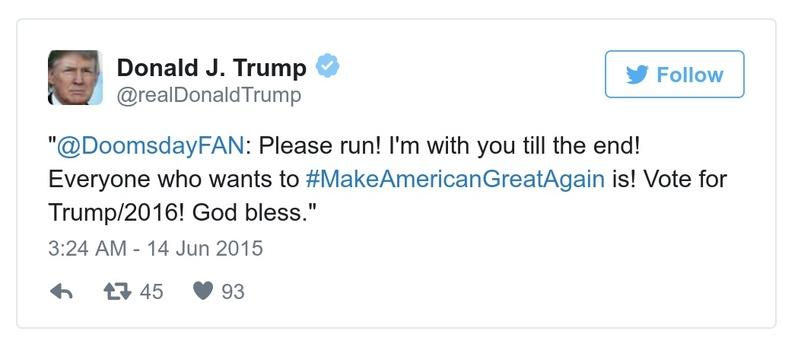 Donald J. Trump
@realDonaldTrump
Follow
"@DoomsdayFAN: Please run! I'm with you till the end!
Everyone who wants to #MakeAmericanGreatAgain is! Vote for
Trump/2016! God bless."
3:24 AM - 14 Jun 2015
45 93